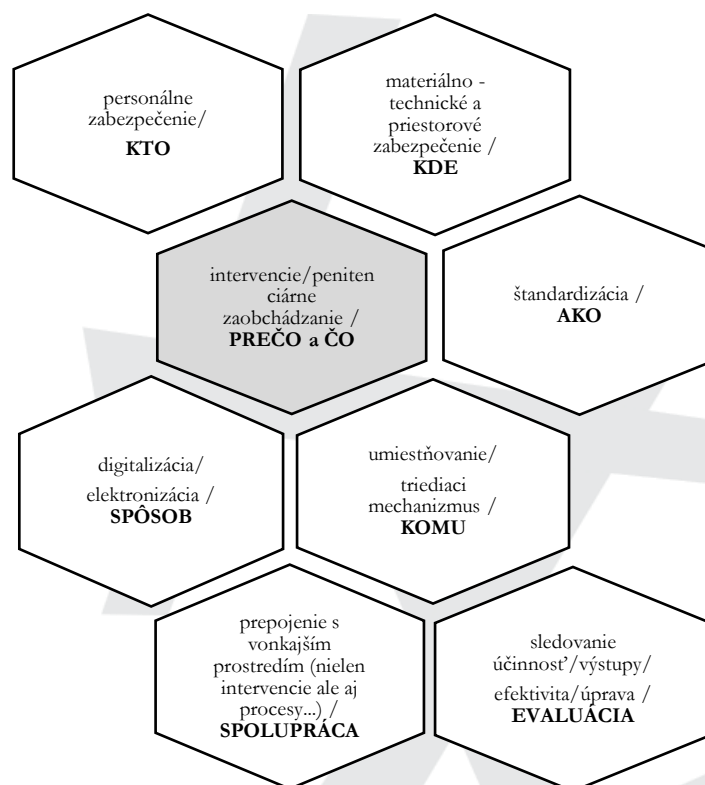 personálne
zabezpečenie/
KTO
materiálno -
technické a
priestorové
zabezpečenie /
KDE
intervencie/peniten
ciárne
zaobchádzanie /
PREČO a ČO
štandardizácia /
AKO
digitalizácia/
elektronizácia /
SPÔSOB
umiestňovanie/
triediaci
mechanizmus /
KOMU
prepojenie s
vonkajším
prostredím (nielen
intervencie ale aj
procesy...) /
SPOLUPRÁCA
sledovanie
účinnosť/výstupy/
efektivita/úprava /
EVALUÁCIA